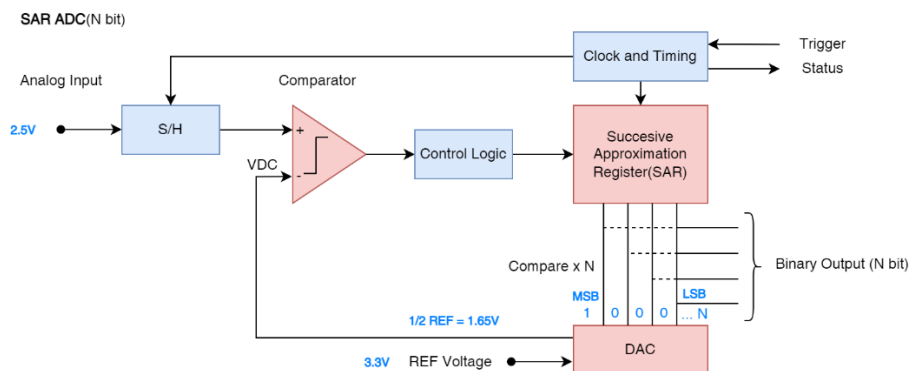 SAR ADC(N bit)
Trigger
Clock and Timing
Status
Analog Input
Comparator
2.5V
S/H
+
Control Logic
Succesive
Approximation
Register(SAR)
VDC
-
Compare x N
Binary Output (N bit)
MSB
LSB
1 0 0 0 ... N
1/2 REF = 1.65V
DAC
3.3V REF Voltage